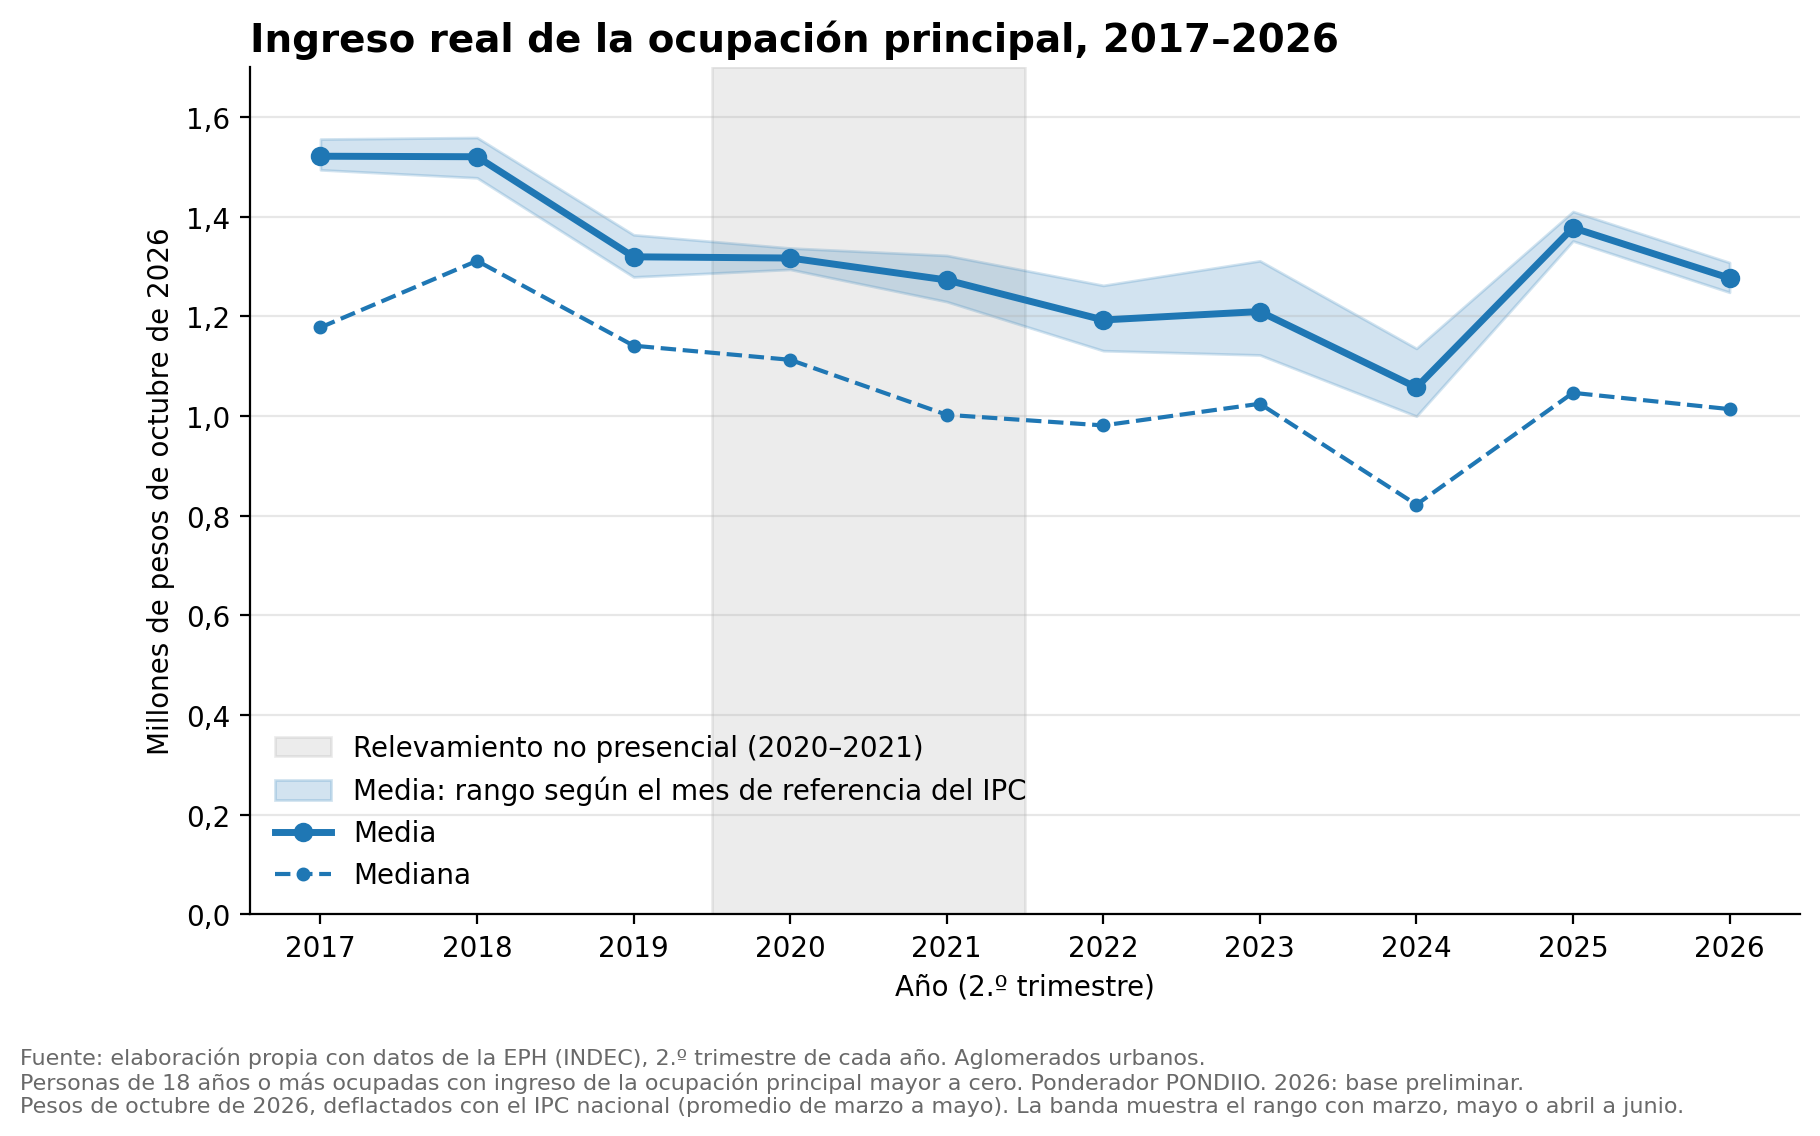 Ingreso real de la ocupación principal, 2017–2026
Millones de pesos de octubre de 2026
1,6
1,4
1,2
1,0
0,8
0,6
0,4
0,2
0,0
Relevamiento no presencial (2020–2021)
Media: rango según el mes de referencia del IPC
Media
Mediana
2017 2018 2019 2020 2021 2022 2023 2024 2025 2026
Año (2.º trimestre)
Fuente: elaboración propia con datos de la EPH (INDEC), 2.º trimestre de cada año. Aglomerados urbanos.
Personas de 18 años o más ocupadas con ingreso de la ocupación principal mayor a cero. Ponderador PONDIIO. 2026: base preliminar.
Pesos de octubre de 2026, deflactados con el IPC nacional (promedio de marzo a mayo). La banda muestra el rango con marzo, mayo o abril a junio.